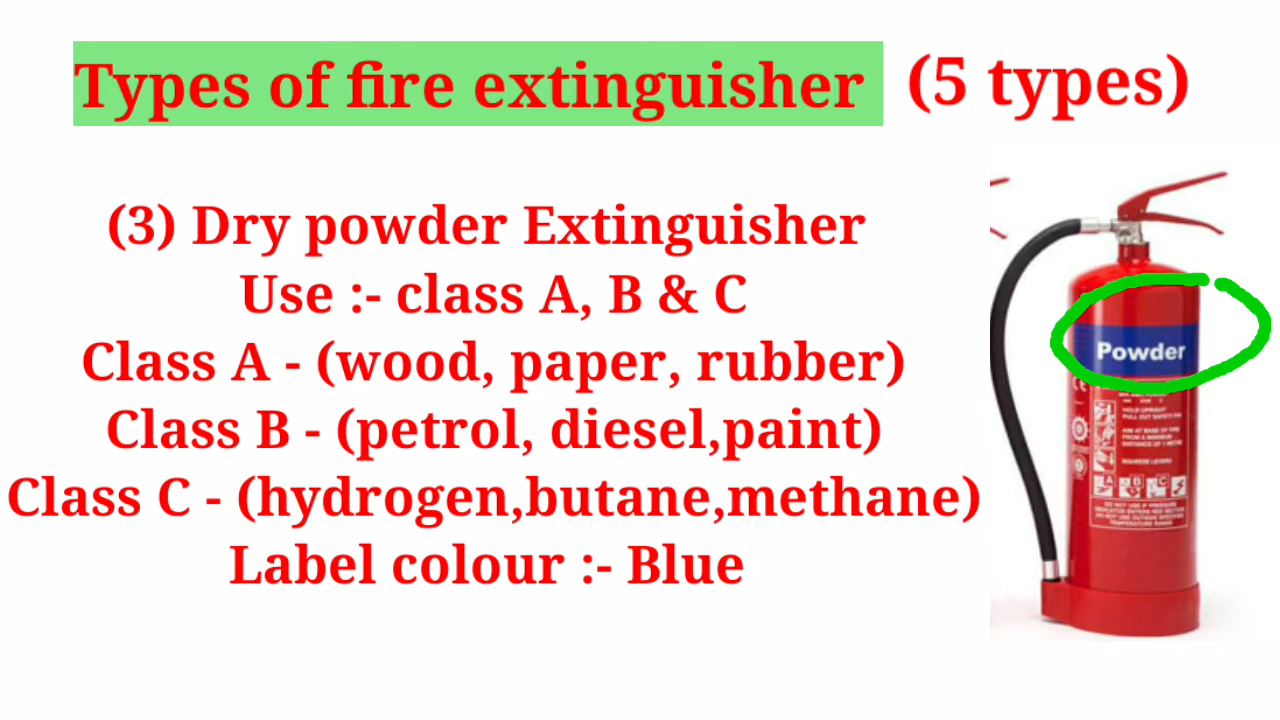 Types of fire extinguisher (5 types)
(3) Dry powder Extinguisher
Use :- class A, B & C
Class A - (wood, paper, rubber)
Class B - (petrol, diesel,paint)
Class C - (hydrogen,butane,methane)
Label colour :- Blue
Powder
A B C